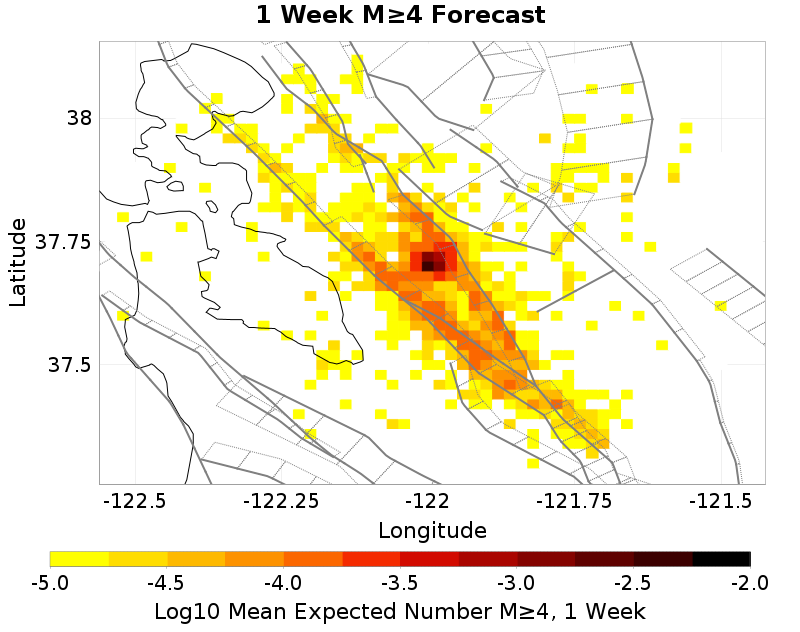 1 Week M≥4 Forecast
38
37.75
37.5
Latitude
-122.5 -122.25 -122 -121.75 -121.5
Longitude
-5.0 -4.5 -4.0 -3.5 -3.0 -2.5 -2.0
Log10 Mean Expected Number M≥4, 1 Week